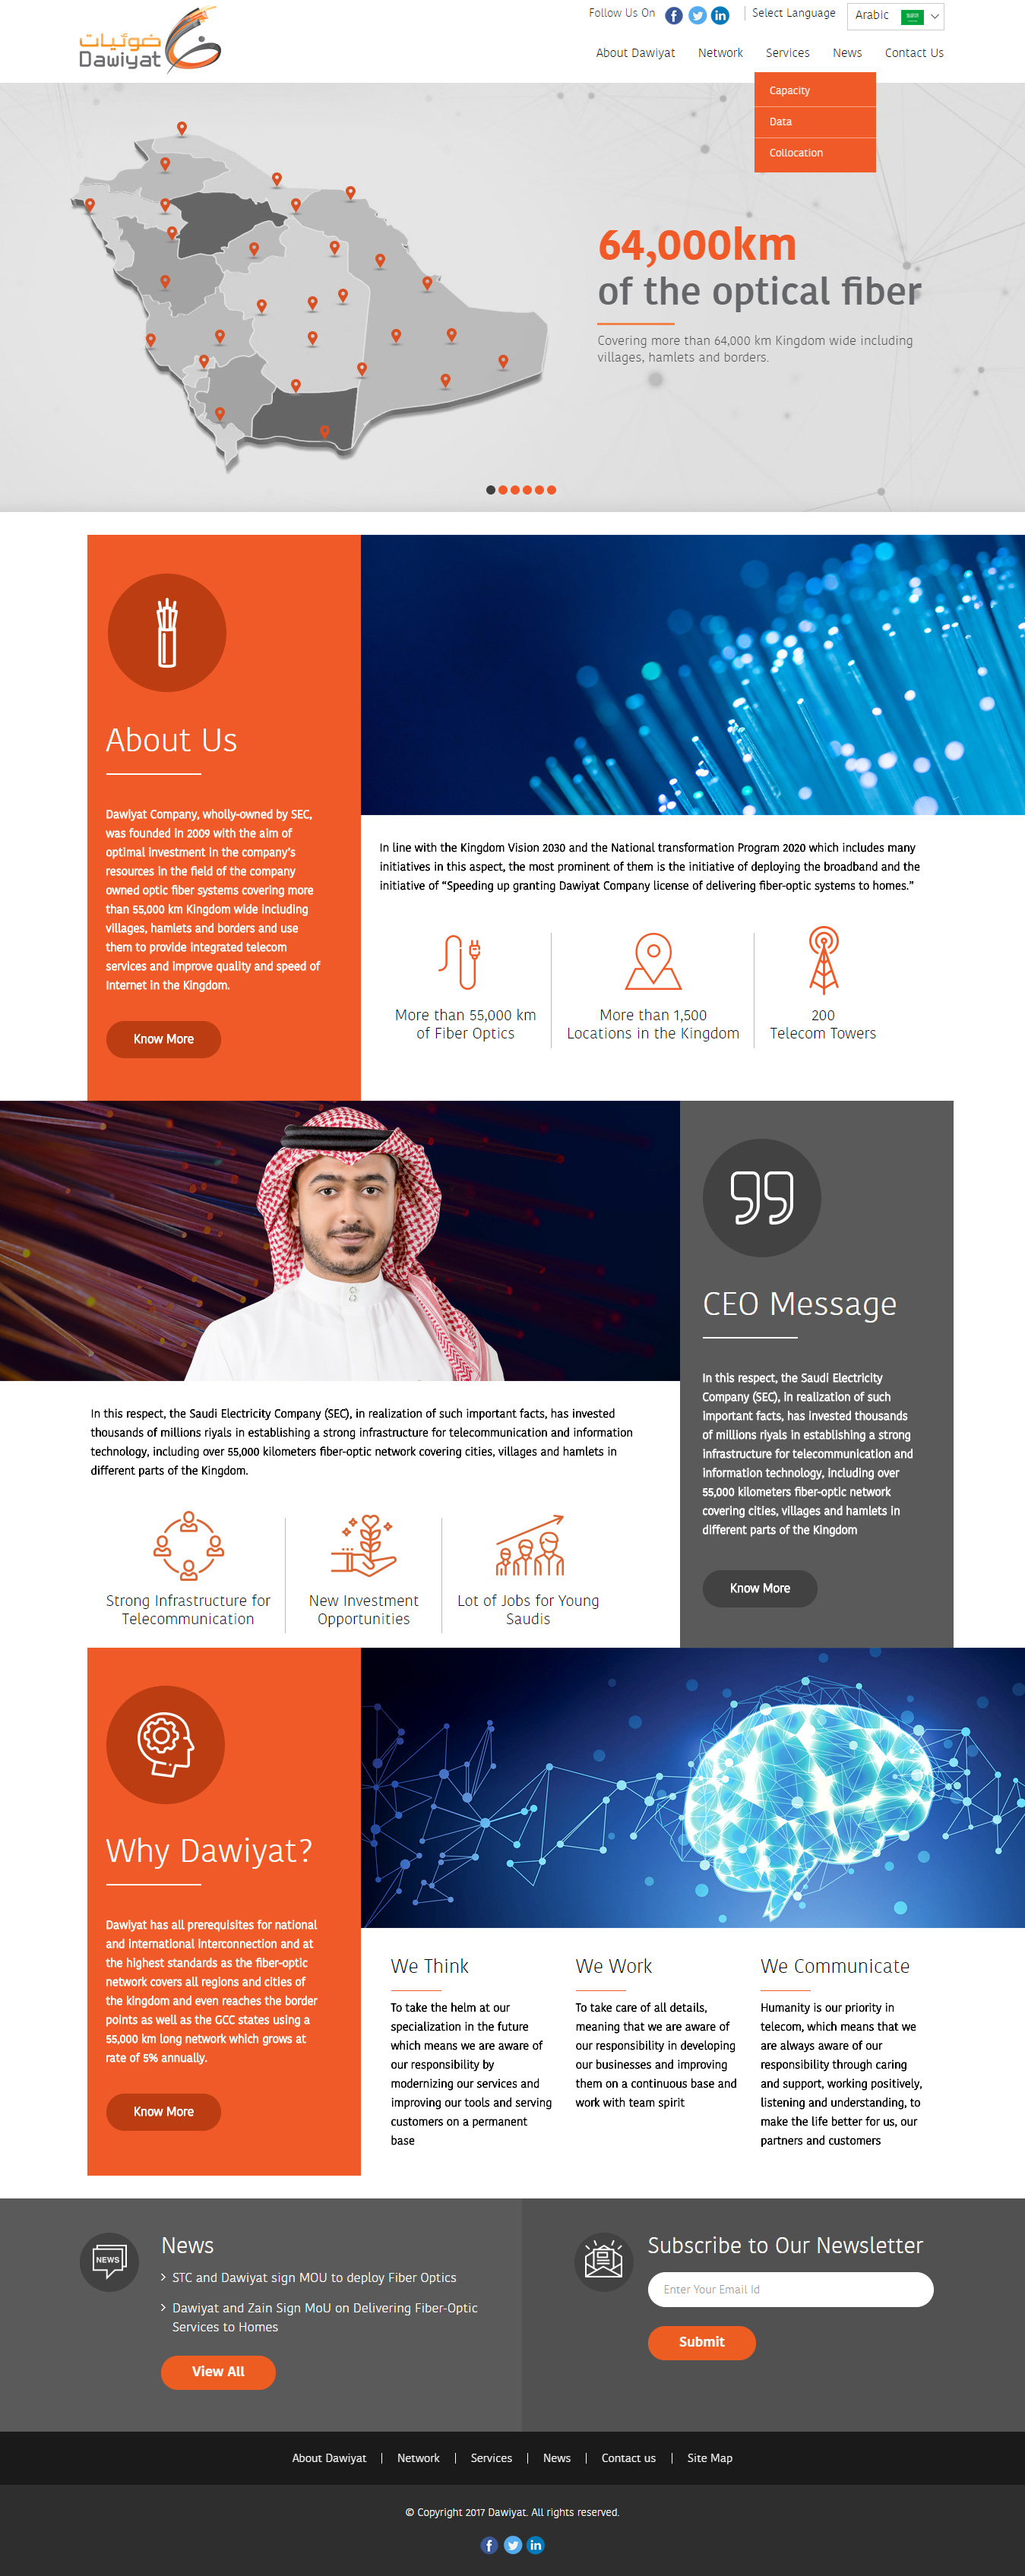 Follow Us On
Select Language
Arabic
ضوئيات
Dawiyat
About Dawiyat
Network
Services
News
Contact Us
Capacity
Data
Collocation
64,000km
of the optical fiber
Covering more than 64,000 km Kingdom wide including
villages, hamlets and borders.
About Us
Dawiyat Company, wholly-owned by SEC,
was founded in 2009 with the aim of
optimal investment in the company's
resources in the field of the company
owned optic fiber systems covering more
than 55,000 km Kingdom wide including
villages, hamlets and borders and use
them to provide integrated telecom
services and improve quality and speed of
Internet in the Kingdom.
Know More
In line with the Kingdom Vision 2030 and the National transformation Program 2020 which includes many
initiatives in this aspect, the most prominent of them is the initiative of deploying the broadband and the
initiative of “Speeding up granting Dawiyat Company license of delivering fiber-optic systems to homes.”
More than 55,000 km
of Fiber Optics
More than 1,500
Locations in the Kingdom
200
Telecom Towers
CEO Message
In this respect, the Saudi Electricity
Company (SEC), in realization of such
important facts, has invested thousands
of millions riyals in establishing a strong
infrastructure for telecommunication and
information technology, including over
55,000 kilometers fiber-optic network
covering cities, villages and hamlets in
different parts of the Kingdom
Know More
In this respect, the Saudi Electricity Company (SEC), in realization of such important facts, has invested
thousands of millions riyals in establishing a strong infrastructure for telecommunication and information
technology, including over 55,000 kilometers fiber-optic network covering cities, villages and hamlets in
different parts of the Kingdom.
Strong Infrastructure for
Telecommunication
New Investment
Opportunities
Lot of Jobs for Young
Saudis
Why Dawiyat?
Dawiyat has all prerequisites for national
and international interconnection and at
the highest standards as the fiber-optic
network covers all regions and cities of
the kingdom and even reaches the border
points as well as the GCC states using a
55,000 km long network which grows at
rate of 5% annually.
Know More
We Think
To take the helm at our
specialization in the future
which means we are aware of
our responsibility by
modernizing our services and
improving our tools and serving
customers on a permanent
base
We Work
To take care of all details,
meaning that we are aware of
our responsibility in developing
our businesses and improving
them on a continuous base and
work with team spirit
We Communicate
Humanity is our priority in
telecom, which means that we
are always aware of our
responsibility through caring
and support, working positively,
listening and understanding, to
make the life better for us, our
partners and customers
NEWS
News
STC and Dawiyat sign MOU to deploy Fiber Optics
Dawiyat and Zain Sign MoU on Delivering Fiber-Optic
Services to Homes
View All
Subscribe to Our Newsletter
Enter Your Email Id
Submit
About Dawiyat | Network | Services | News | Contact us | Site Map
© Copyright 2017 Dawiyat. All rights reserved.